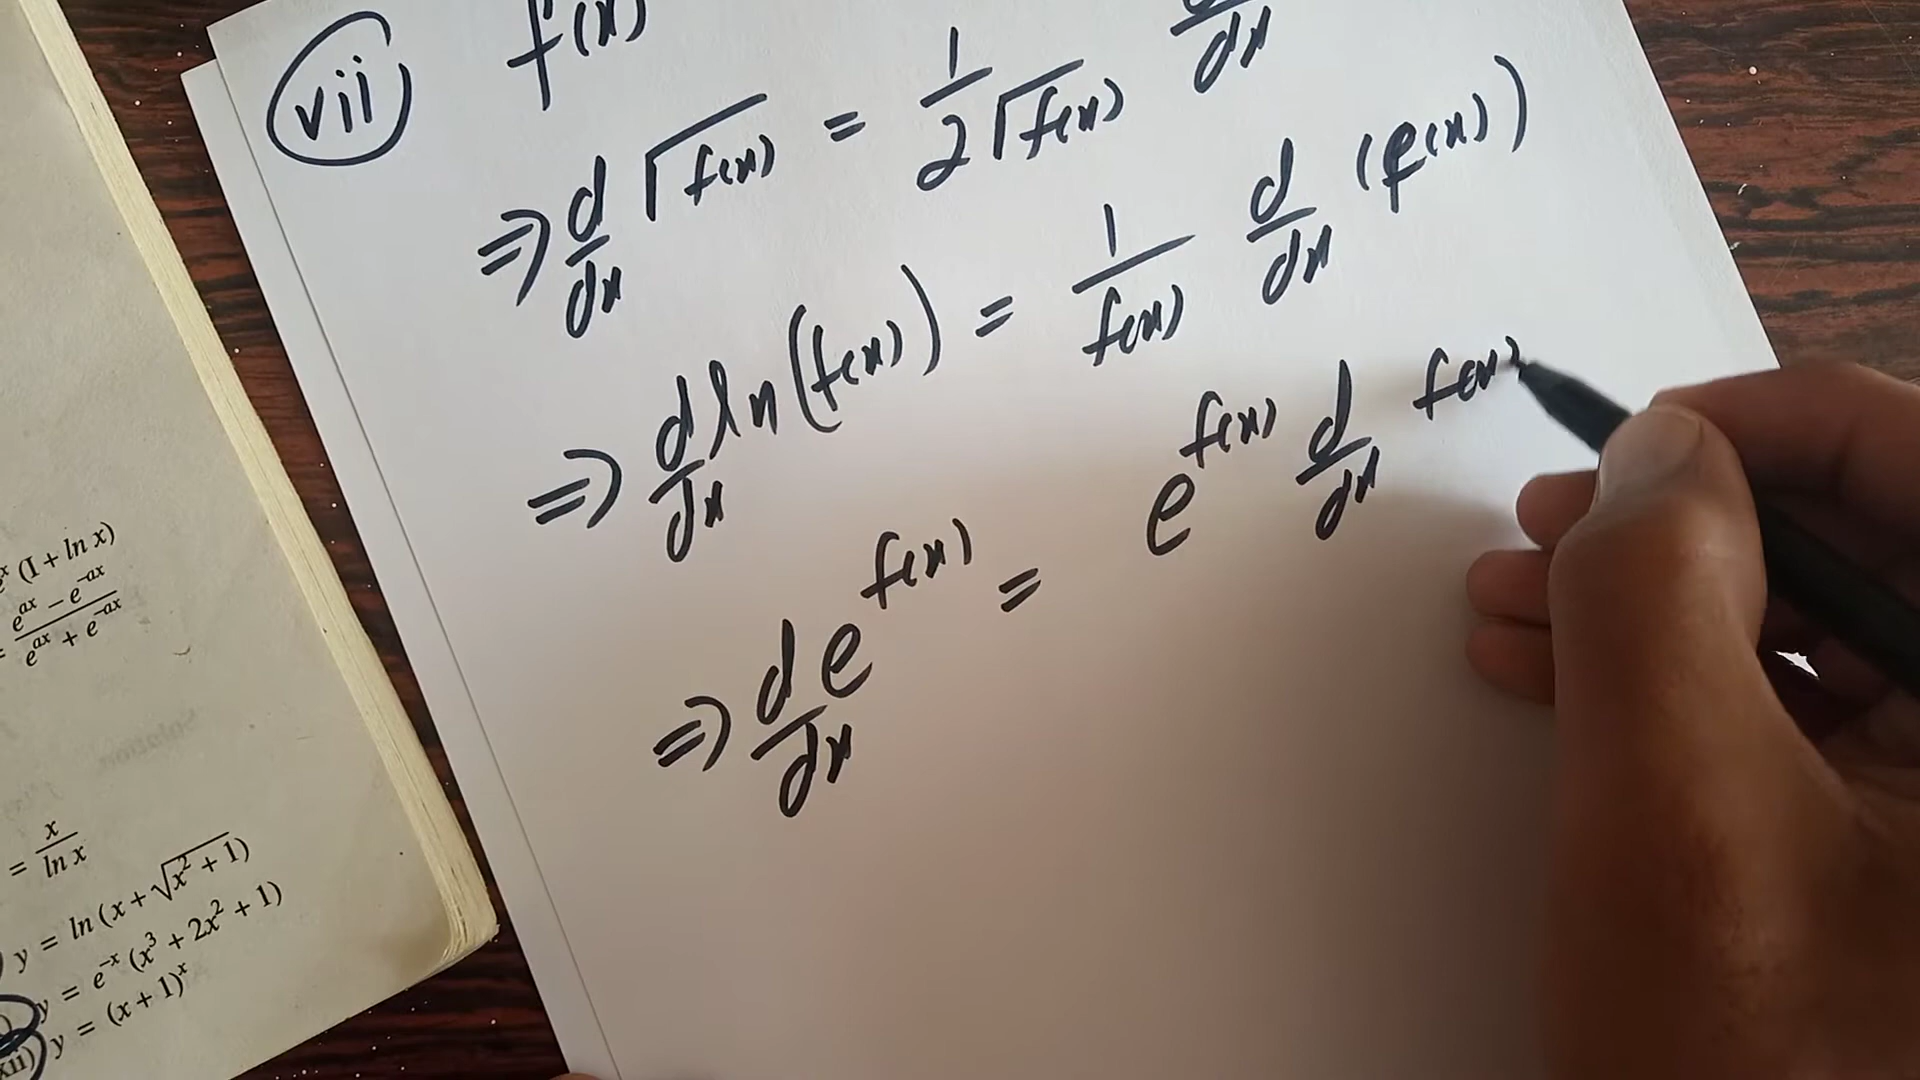 vii f(x)
⇒ d/dx √f(x) = 1/2√f(x) d/dx
⇒ d/dx ln(f(x)) = 1/f(x) d/dx (f(x))
⇒ d/dx e^f(x) = e^f(x) d/dx f(x)
x (1 + ln x)
= e^ax − e^−ax / e^ax + e^−ax
= x / ln x
y = ln (x + √x² + 1)
y = e^−x (x³ + 2x² + 1)
xii) y = (x + 1)^x